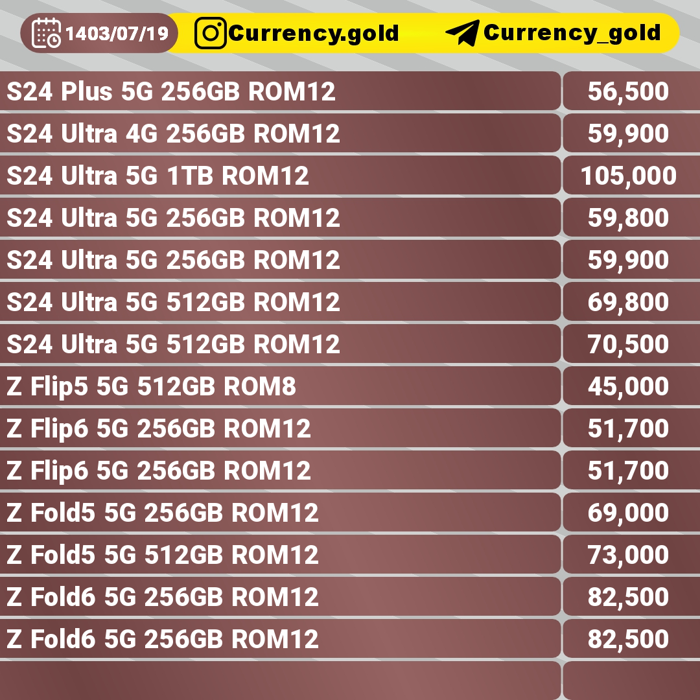 1403/07/19 Currency.gold Currency_gold
S24 Plus 5G 256GB ROM12 56,500
S24 Ultra 4G 256GB ROM12 59,900
S24 Ultra 5G 1TB ROM12 105,000
S24 Ultra 5G 256GB ROM12 59,800
S24 Ultra 5G 256GB ROM12 59,900
S24 Ultra 5G 512GB ROM12 69,800
S24 Ultra 5G 512GB ROM12 70,500
Z Flip5 5G 512GB ROM8 45,000
Z Flip6 5G 256GB ROM12 51,700
Z Flip6 5G 256GB ROM12 51,700
Z Fold5 5G 256GB ROM12 69,000
Z Fold5 5G 512GB ROM12 73,000
Z Fold6 5G 256GB ROM12 82,500
Z Fold6 5G 256GB ROM12 82,500